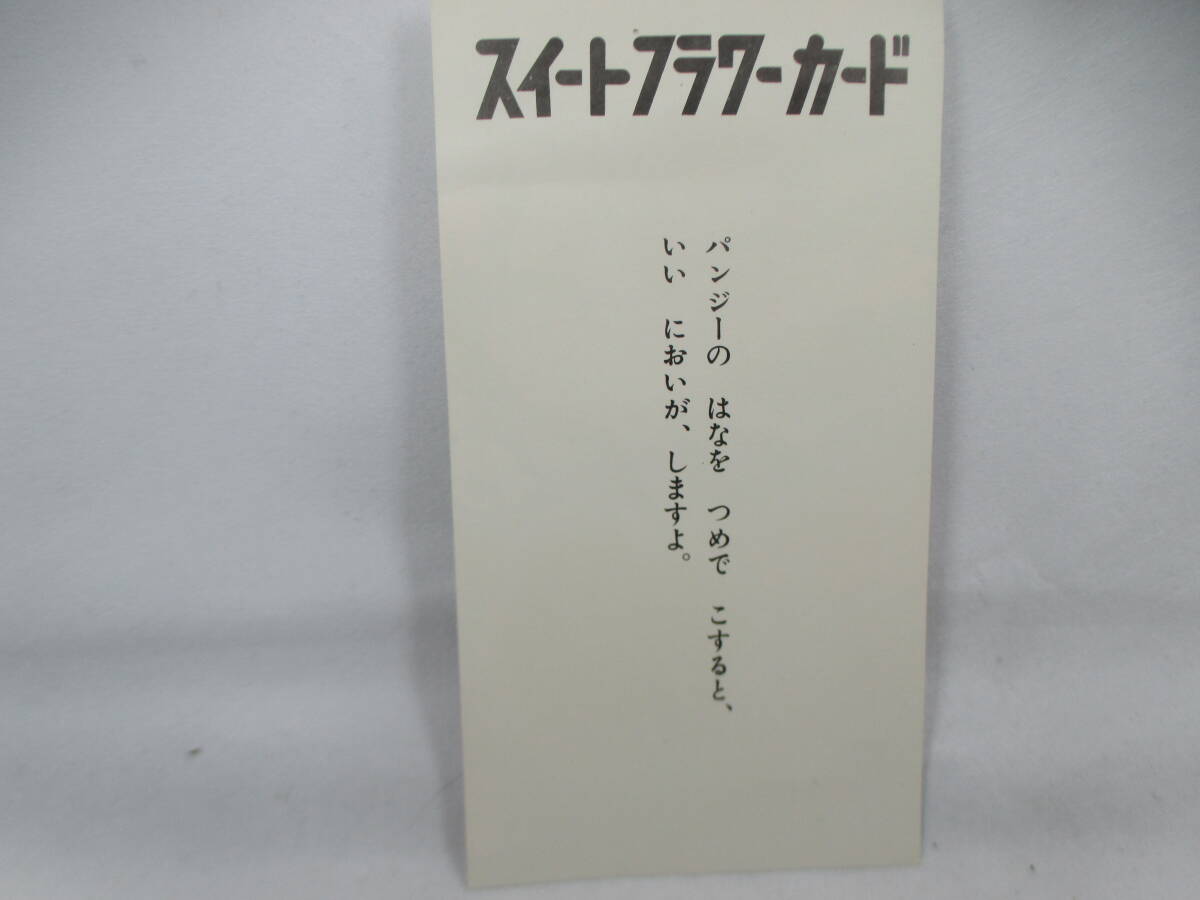 スイートフラワーカード
パンジーの　はなを　つめで　こすると、
いい　においが、しますよ。